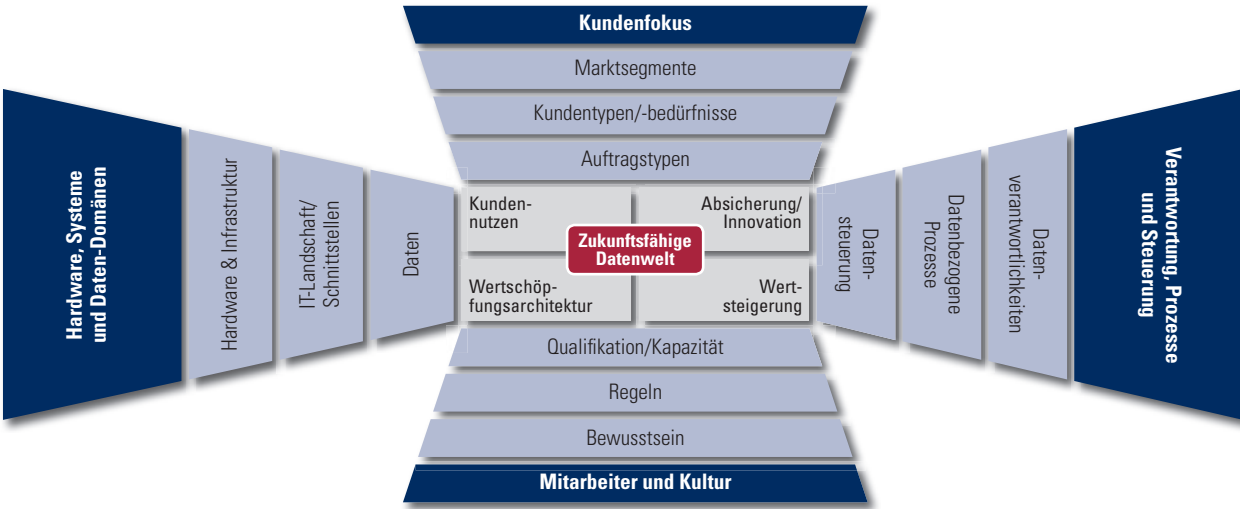 Kundenfokus
Marktsegmente
Kundentypen/-bedürfnisse
Auftragstypen
Hardware, Systeme
und Daten-Domänen
Hardware & Infrastruktur
IT-Landschaft/
Schnittstellen
Daten
Kunden-
nutzen
Absicherung/
Innovation
Zukunftsfähige
Datenwelt
Wertschöp-
fungsarchitektur
Wert-
steigerung
Daten-
steuerung
Datenbezogene
Prozesse
Daten-
verantwortlichkeiten
Verantwortung, Prozesse
und Steuerung
Qualifikation/Kapazität
Regeln
Bewusstsein
Mitarbeiter und Kultur